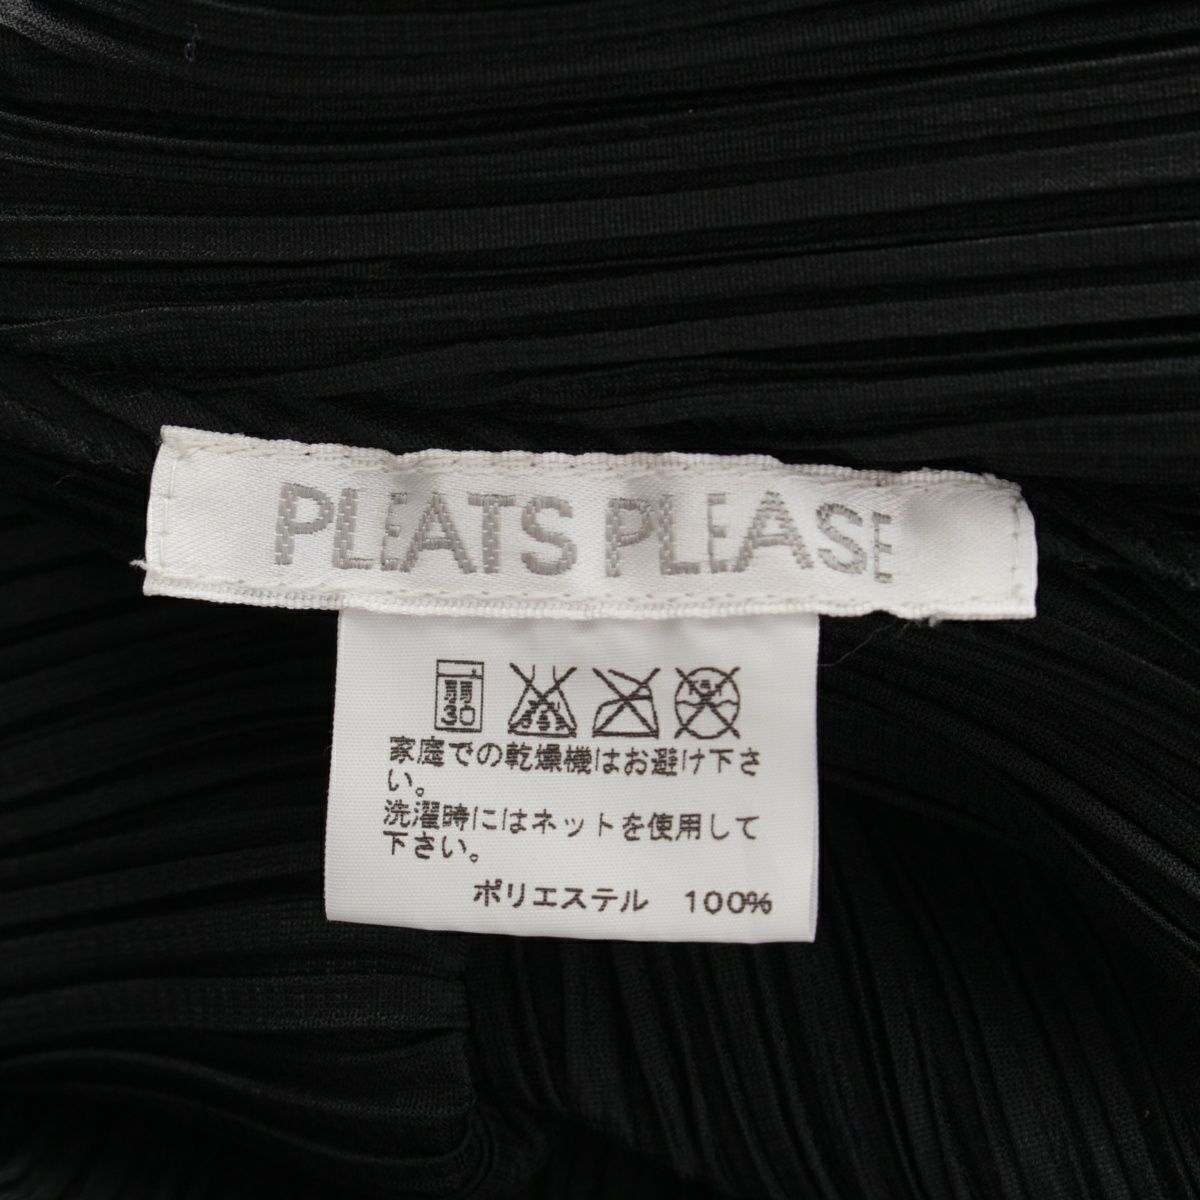 PLEATS PLEASE
弱
30
家庭での乾燥機はお避け下さ
い。
洗濯時にはネットを使用して
下さい。
ポリエステル 100%